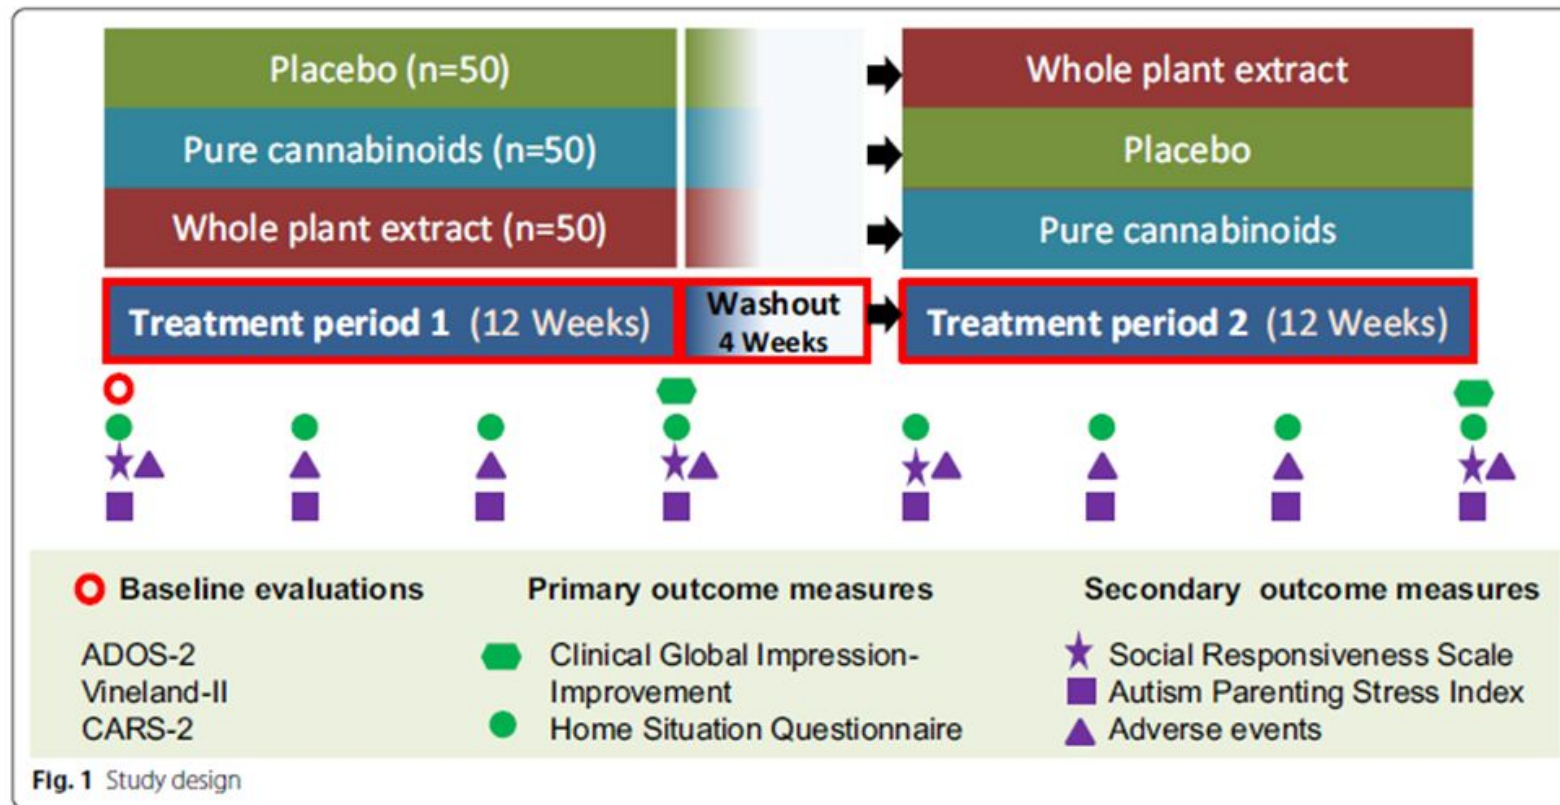 Placebo (n=50)
Whole plant extract
Pure cannabinoids (n=50)
Placebo
Whole plant extract (n=50)
Pure cannabinoids
Treatment period 1 (12 Weeks)
Washout
4 Weeks
Treatment period 2 (12 Weeks)
Baseline evaluations
ADOS-2
Vineland-II
CARS-2
Primary outcome measures
Clinical Global Impression-
Improvement
Home Situation Questionnaire
Secondary outcome measures
Social Responsiveness Scale
Autism Parenting Stress Index
Adverse events
Fig. 1 Study design